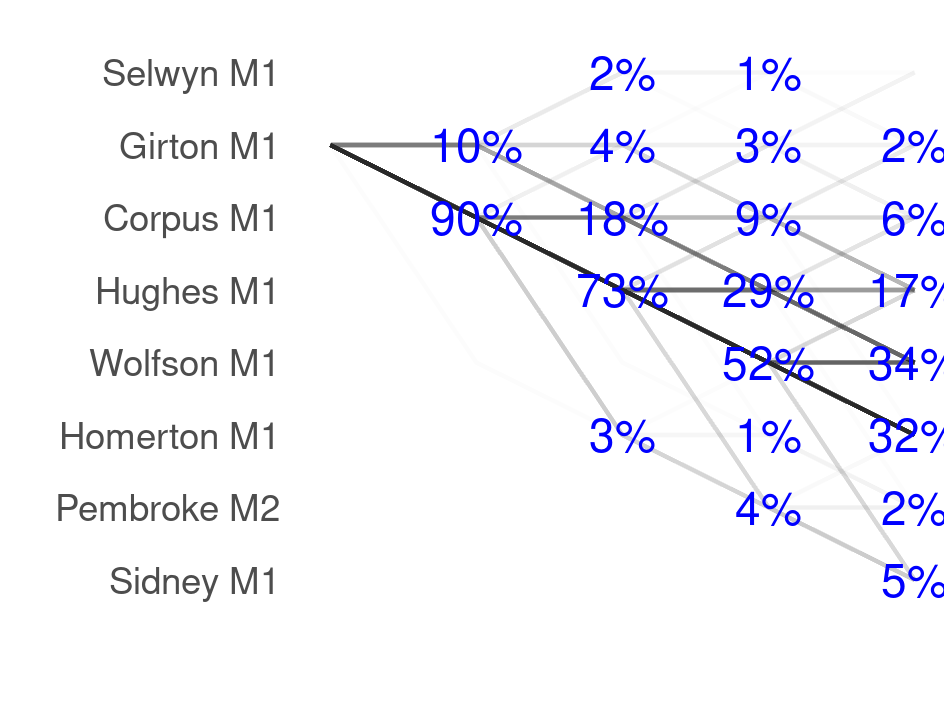 Selwyn M1 2% 1%
Girton M1 10% 4% 3% 2%
Corpus M1 90% 18% 9% 6%
Hughes M1 73% 29% 17%
Wolfson M1 52% 34%
Homerton M1 3% 1% 32%
Pembroke M2 4% 2%
Sidney M1 5%